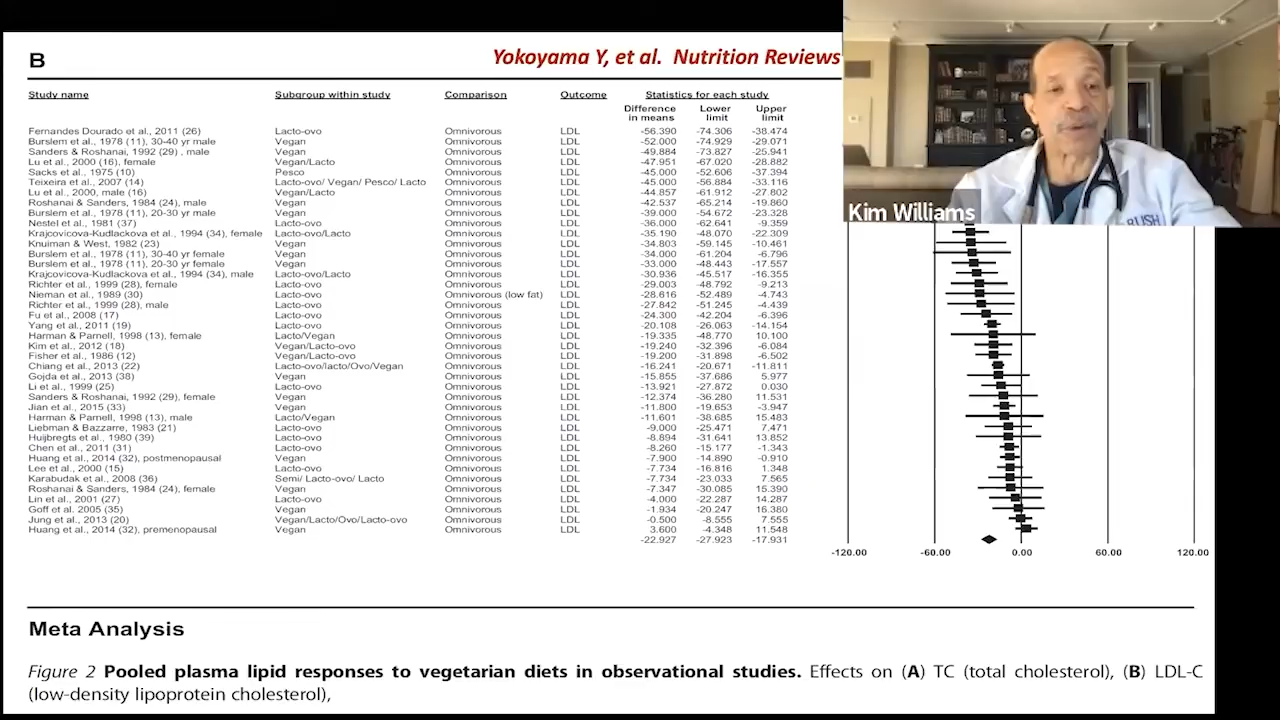 B
Yokoyama Y, et al. Nutrition Reviews
Study name Subgroup within study Comparison Outcome Statistics for each study
Difference in means Lower limit Upper limit
Fernandes Dourado et al., 2011 (26) Lacto-ovo Omnivorous LDL -56.390 -74.306 -38.474
Burslem et al., 1978 (11), 30-40 yr male Vegan Omnivorous LDL -52.000 -74.929 -29.071
Sanders & Roshanai, 1992 (29) , male Vegan Omnivorous LDL -49.884 -73.827 -25.941
Lu et al., 2000 (16), female Vegan/Lacto Omnivorous LDL -47.951 -67.020 -28.882
Sacks et al., 1975 (10) Pesco Omnivorous LDL -45.000 -52.606 -37.394
Teixeira et al., 2007 (14) Lacto-ovo/ Vegan/ Pesco/ Lacto Omnivorous LDL -45.000 -56.884 -33.116
Lu et al., 2000, male (16) Vegan/Lacto Omnivorous LDL -44.857 -61.912 -27.802
Roshanai & Sanders, 1984 (24), male Vegan Omnivorous LDL -42.537 -65.214 -19.860
Burslem et al., 1978 (11), 20-30 yr male Vegan Omnivorous LDL -39.000 -54.672 -23.328
Nestel et al., 1981 (37) Lacto-ovo Omnivorous LDL -36.000 -62.641 -9.359
Krajcovicova-Kudlackova et al., 1994 (34), female Lacto-ovo/Lacto Omnivorous LDL -35.190 -48.070 -22.309
Knuiman & West, 1982 (23) Vegan Omnivorous LDL -34.803 -59.145 -10.461
Burslem et al., 1978 (11), 30-40 yr female Vegan Omnivorous LDL -34.000 -61.204 -6.796
Burslem et al., 1978 (11), 20-30 yr female Vegan Omnivorous LDL -33.000 -48.443 -17.557
Krajcovicova-Kudlackova et al., 1994 (34), male Lacto-ovo/Lacto Omnivorous LDL -30.936 -45.517 -16.355
Richter et al., 1999 (28), female Lacto-ovo Omnivorous LDL -29.003 -48.792 -9.213
Nieman et al., 1989 (30) Lacto-ovo Omnivorous (low fat) LDL -28.616 -52.489 -4.743
Richter et al., 1999 (28), male Lacto-ovo Omnivorous LDL -27.842 -51.245 -4.439
Fu et al., 2008 (17) Lacto-ovo Omnivorous LDL -24.300 -42.204 -6.396
Yang et al., 2011 (19) Lacto-ovo Omnivorous LDL -20.108 -26.063 -14.154
Harman & Parnell, 1998 (13), female Lacto/Vegan Omnivorous LDL -19.335 -48.770 10.100
Kim et al., 2012 (18) Vegan/Lacto-ovo Omnivorous LDL -19.240 -32.396 -6.084
Fisher et al., 1986 (12) Vegan/Lacto-ovo Omnivorous LDL -19.200 -31.898 -6.502
Chiang et al., 2013 (22) Lacto-ovo/lacto/Ovo/Vegan Omnivorous LDL -16.241 -20.671 -11.811
Gojda et al., 2013 (38) Vegan Omnivorous LDL -15.855 -37.686 5.977
Li et al., 1999 (25) Lacto-ovo Omnivorous LDL -13.921 -27.872 0.030
Sanders & Roshanai, 1992 (29), female Vegan Omnivorous LDL -12.374 -36.280 11.531
Jian et al., 2015 (33) Vegan Omnivorous LDL -11.800 -19.653 -3.947
Harman & Parnell, 1998 (13), male Lacto/Vegan Omnivorous LDL -11.601 -38.685 15.483
Liebman & Bazzarre, 1983 (21) Lacto-ovo Omnivorous LDL -9.000 -25.471 7.471
Huijbregts et al., 1980 (39) Lacto-ovo Omnivorous LDL -8.894 -31.641 13.852
Chen et al., 2011 (31) Lacto-ovo Omnivorous LDL -8.260 -15.177 -1.343
Huang et al., 2014 (32), postmenopausal Vegan Omnivorous LDL -7.900 -14.890 -0.910
Lee et al., 2000 (15) Lacto-ovo Omnivorous LDL -7.734 -16.816 1.348
Karabudak et al., 2008 (36) Semi/ Lacto-ovo/ Lacto Omnivorous LDL -7.734 -23.033 7.565
Roshanai & Sanders, 1984 (24), female Vegan Omnivorous LDL -7.347 -30.085 15.390
Lin et al., 2001 (27) Lacto-ovo Omnivorous LDL -4.000 -22.287 14.287
Goff et al. 2005 (35) Vegan Omnivorous LDL -1.934 -20.247 16.380
Jung et al., 2013 (20) Vegan/Lacto/Ovo/Lacto-ovo Omnivorous LDL -0.500 -8.555 7.555
Huang et al., 2014 (32), premenopausal Vegan Omnivorous LDL 3.600 -4.348 11.548
-22.927 -27.923 -17.931
-120.00 -60.00 0.00 60.00 120.00
Kim Williams
RUSH
Meta Analysis
Figure 2 Pooled plasma lipid responses to vegetarian diets in observational studies. Effects on (A) TC (total cholesterol), (B) LDL-C
(low-density lipoprotein cholesterol),